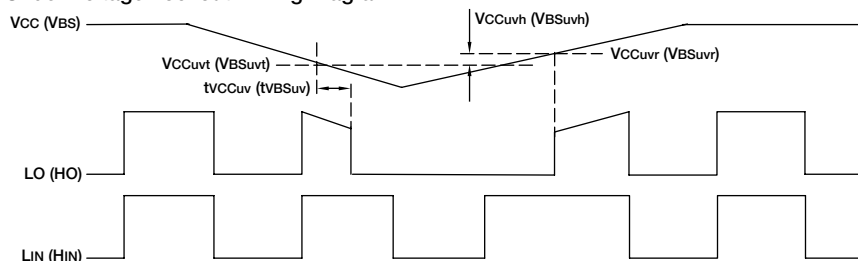 VCC (VBS)
VCCuvh (VBSuvh)
VCCuvt (VBSuvt)
VCCuvr (VBSuvr)
tVCCuv (tVBSuv)
LO (HO)
LIN (HIN)